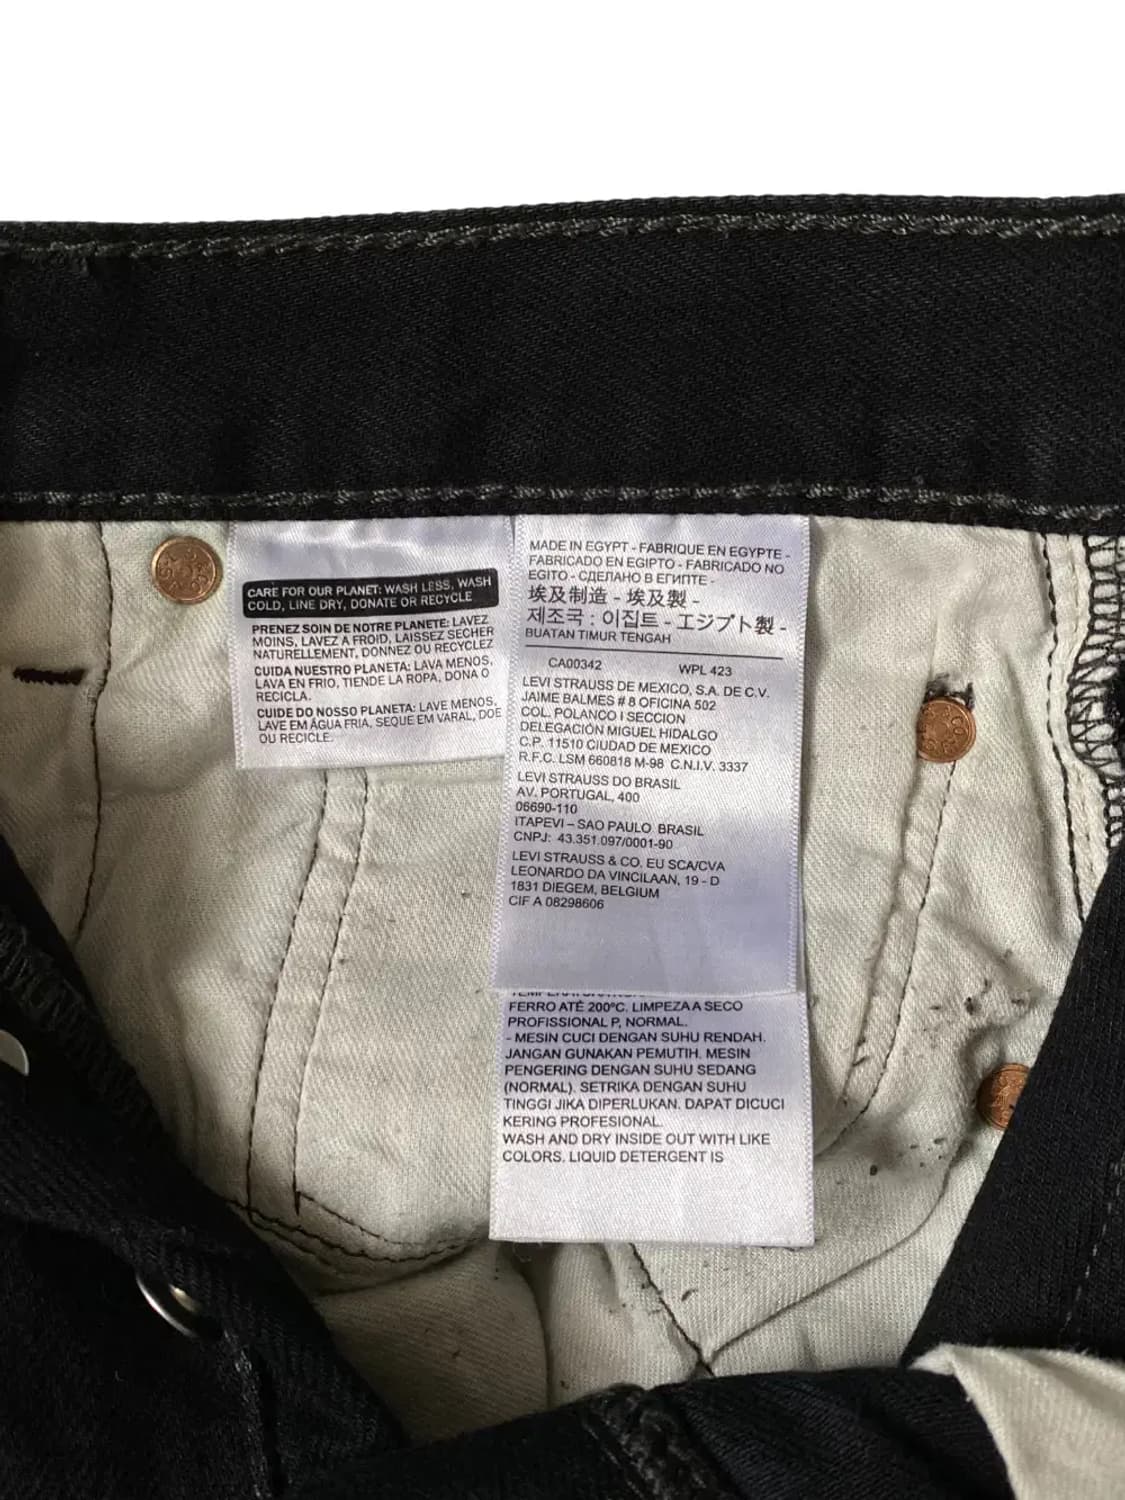 CARE FOR OUR PLANET: WASH LESS, WASH
COLD, LINE DRY, DONATE OR RECYCLE
PRENEZ SOIN DE NOTRE PLANETE: LAVEZ
MOINS, LAVEZ A FROID, LAISSEZ SECHER
NATURELLEMENT, DONNEZ OU RECYCLEZ
CUIDA NUESTRO PLANETA: LAVA MENOS,
LAVA EN FRIO, TIENDE LA ROPA, DONA O
RECICLA.
CUIDE DO NOSSO PLANETA: LAVE MENOS,
LAVE EM ÁGUA FRIA, SEQUE EM VARAL, DOE
OU RECICLE.
MADE IN EGYPT - FABRIQUE EN EGYPTE -
FABRICADO EN EGIPTO - FABRICADO NO
EGITO - СДЕЛАНО В ЕГИПТЕ -
埃及制造 - 埃及製 -
제조국 : 이집트 - エジプト製 -
BUATAN TIMUR TENGAH
CA00342 WPL 423
LEVI STRAUSS DE MEXICO, S.A. DE C.V.
JAIME BALMES # 8 OFICINA 502
COL. POLANCO I SECCION
DELEGACIÓN MIGUEL HIDALGO
C.P. 11510 CIUDAD DE MEXICO
R.F.C. LSM 660818 M-98 C.N.I.V. 3337
LEVI STRAUSS DO BRASIL
AV. PORTUGAL, 400
06690-110
ITAPEVI – SAO PAULO BRASIL
CNPJ: 43.351.097/0001-90
LEVI STRAUSS & CO. EU SCA/CVA
LEONARDO DA VINCILAAN, 19 - D
1831 DIEGEM, BELGIUM
CIF A 08298606
FERRO ATÉ 200°C. LIMPEZA A SECO
PROFISSIONAL P, NORMAL.
- MESIN CUCI DENGAN SUHU RENDAH.
JANGAN GUNAKAN PEMUTIH. MESIN
PENGERING DENGAN SUHU SEDANG
(NORMAL). SETRIKA DENGAN SUHU
TINGGI JIKA DIPERLUKAN. DAPAT DICUCI
KERING PROFESIONAL.
WASH AND DRY INSIDE OUT WITH LIKE
COLORS. LIQUID DETERGENT IS